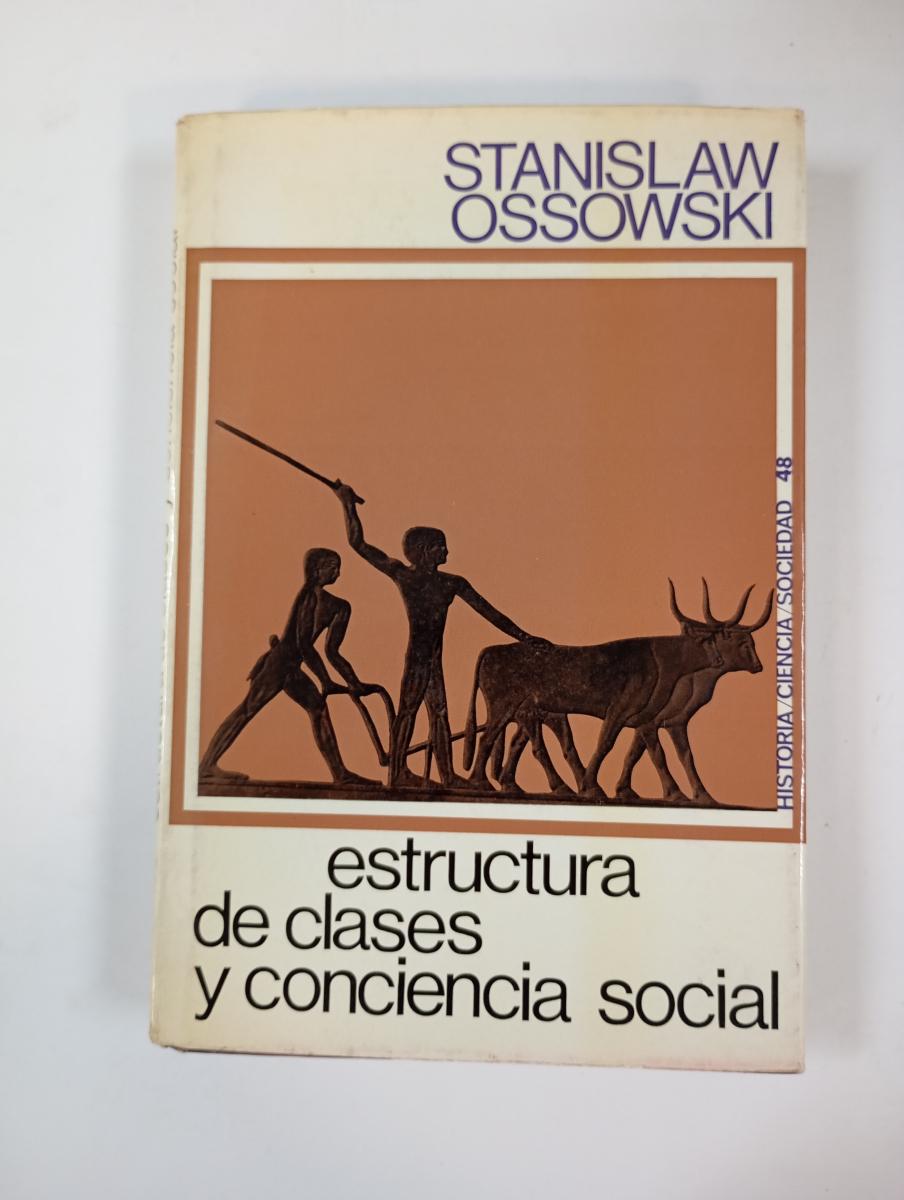 STANISLAW
OSSOWSKI
HISTORIA/CIENCIA/SOCIEDAD 48
estructura
de clases
y conciencia social